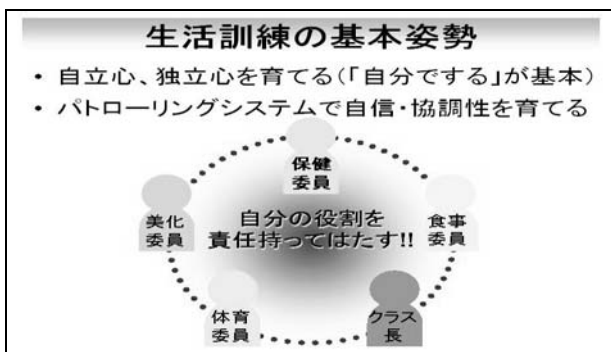 生活訓練の基本姿勢
• 自立心、独立心を育てる(「自分でする」が基本)
• パトローリングシステムで自信・協調性を育てる
保健
委員
美化
委員
自分の役割を
責任持ってはたす!!
食事
委員
体育
委員
クラス
長